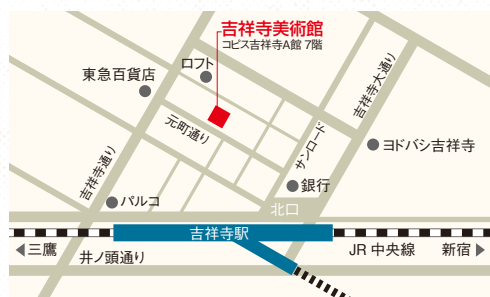 吉祥寺美術館
コピス吉祥寺A館 7階
ロフト
東急百貨店
元町通り
吉祥寺大通り
サンロード
ヨドバシ吉祥寺
吉祥寺通り
銀行
パルコ
北口
吉祥寺駅
三鷹
井ノ頭通り
JR 中央線
新宿